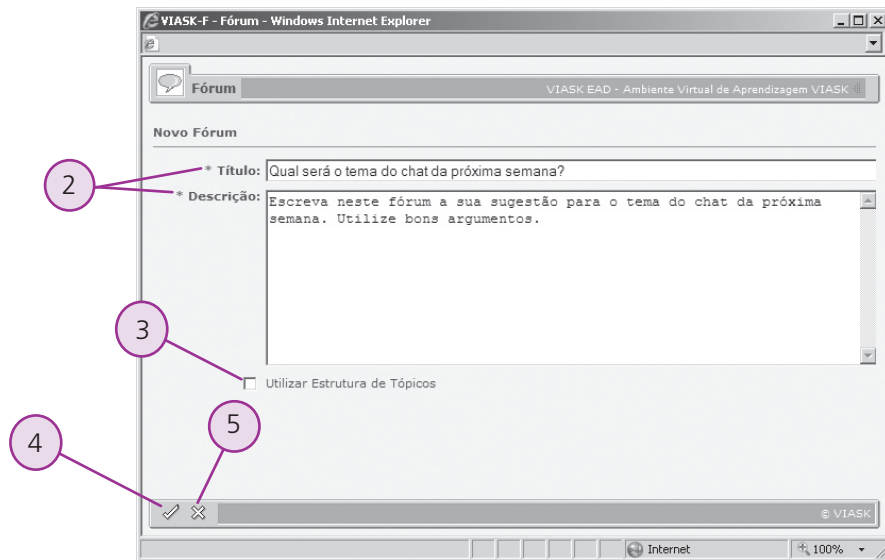 VIASK-F - Fórum - Windows Internet Explorer
Fórum
VIASK EAD - Ambiente Virtual de Aprendizagem VIASK
Novo Fórum
2
* Título: Qual será o tema do chat da próxima semana?
* Descrição: Escreva neste fórum a sua sugestão para o tema do chat da próxima
semana. Utilize bons argumentos.
3
Utilizar Estrutura de Tópicos
4
5
© VIASK
Internet
100%